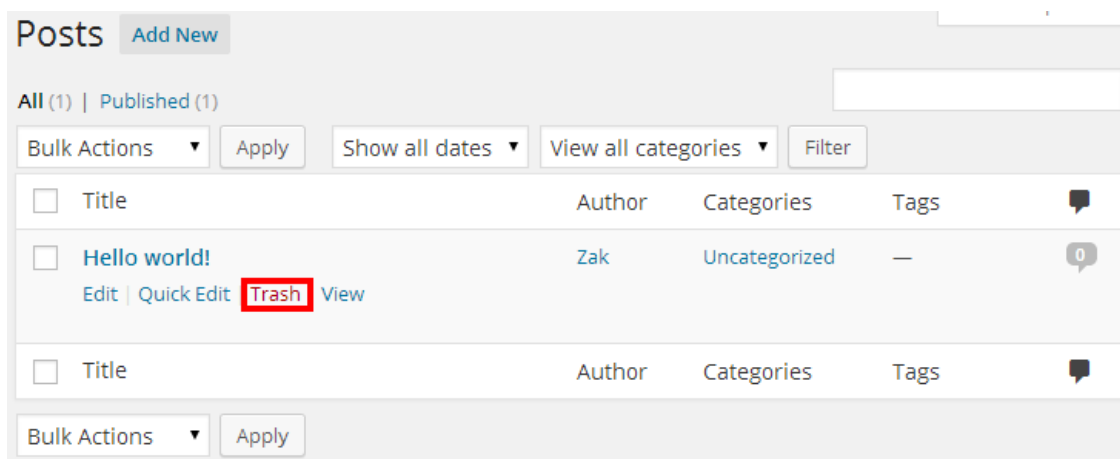 Posts Add New
All (1) | Published (1)
Bulk Actions Apply Show all dates View all categories Filter
Title Author Categories Tags
Hello world! Zak Uncategorized — 0
Edit | Quick Edit Trash View
Title Author Categories Tags
Bulk Actions Apply